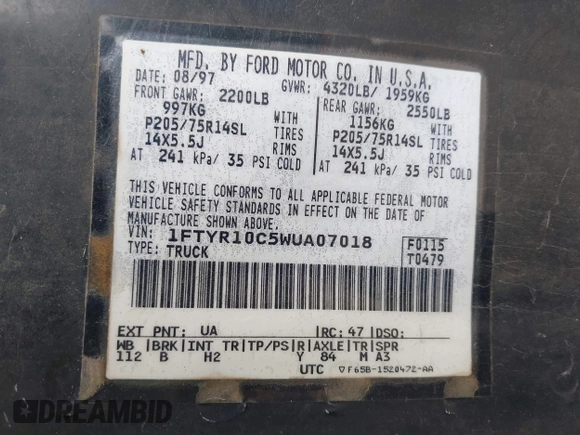 MFD. BY FORD MOTOR CO. IN U.S.A.
DATE: 08/97 GVWR: 4320LB/ 1959KG
FRONT GAWR: 2200LB REAR GAWR: 2550LB
997KG WITH 1156KG WITH
P205/75R14SL TIRES P205/75R14SL TIRES
14X5.5J RIMS 14X5.5J RIMS
AT 241 kPa/ 35 PSI COLD AT 241 kPa/ 35 PSI COLD
THIS VEHICLE CONFORMS TO ALL APPLICABLE FEDERAL MOTOR
VEHICLE SAFETY STANDARDS IN EFFECT ON THE DATE OF
MANUFACTURE SHOWN ABOVE.
VIN: 1FTYR10C5WUA07018 F0115
TYPE: TRUCK T0479
EXT PNT: UA RC: 47 DSO:
WB BRK INT TR TP/PS R AXLE TR SPR
112 B H2 Y 84 M A3
UTC ▽F65B-1520472-AA
DREAMBID